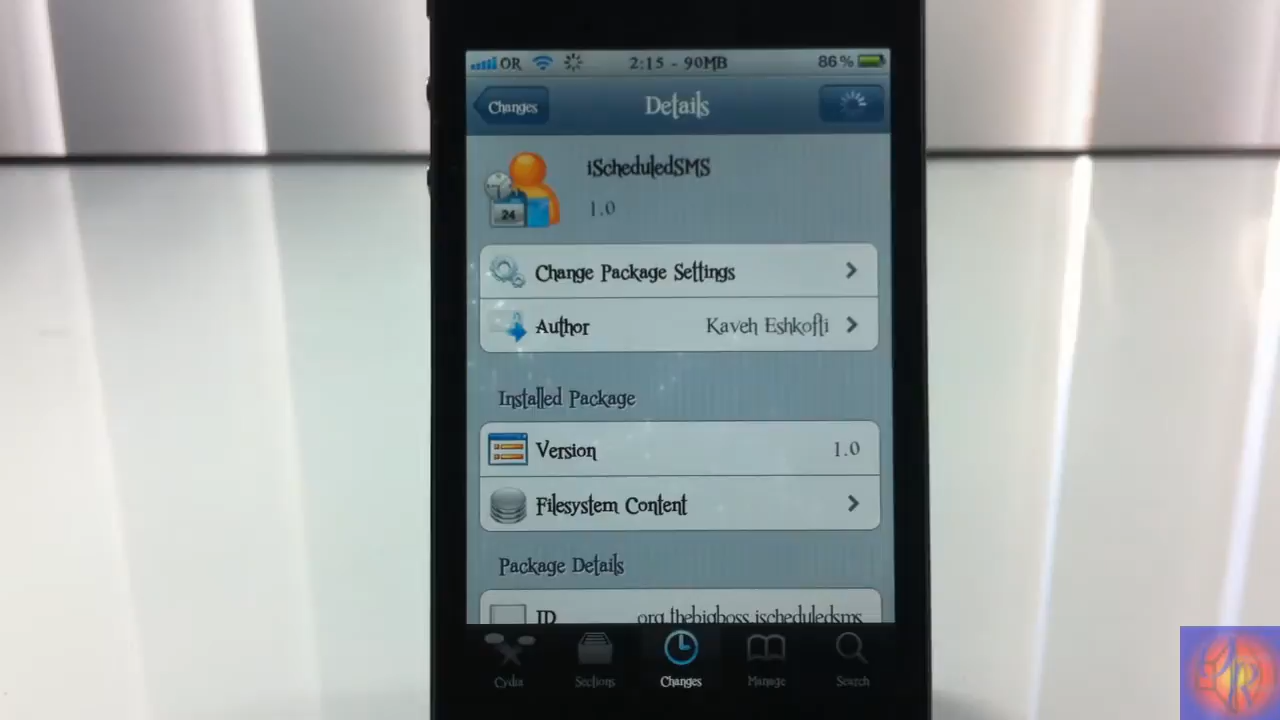 OR 2:15 - 90MB 86%
Changes Details
iScheduledSMS
24
1.0
Change Package Settings
Author Kaveh Eshkofti
Installed Package
Version 1.0
Filesystem Content
Package Details
ID org.thebigboss.ischeduledsms
Cydia Sections Changes Manage Search